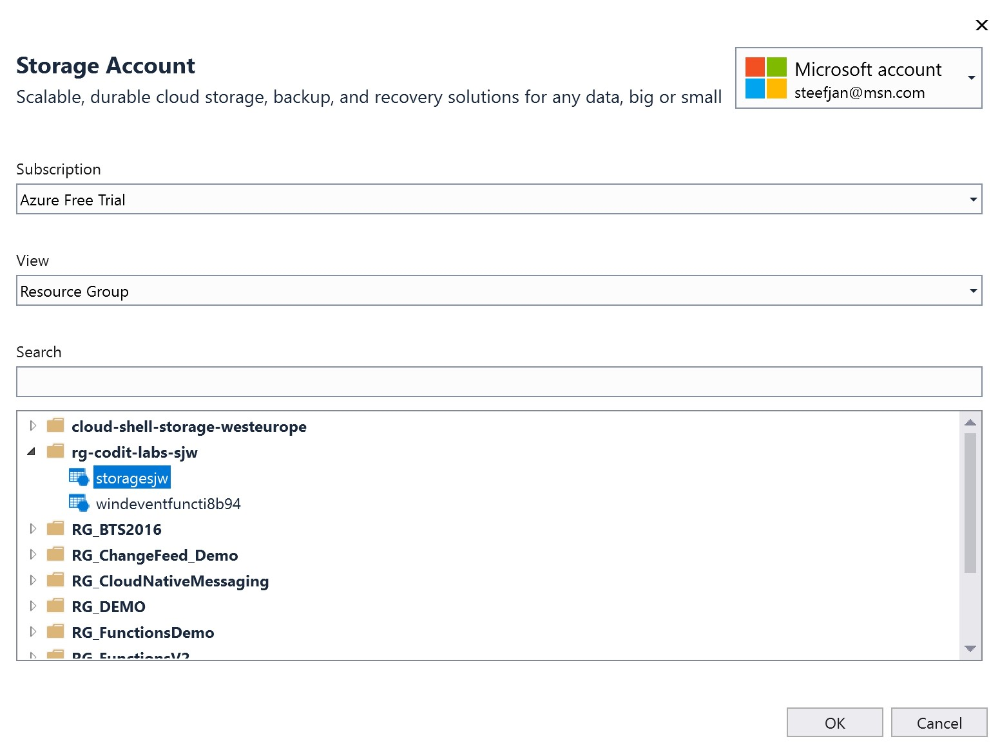 Storage Account
Scalable, durable cloud storage, backup, and recovery solutions for any data, big or small
Microsoft account
steefjan@msn.com
Subscription
Azure Free Trial
View
Resource Group
Search
cloud-shell-storage-westeurope
rg-codit-labs-sjw
storagesjw
windeventfuncti8b94
RG_BTS2016
RG_ChangeFeed_Demo
RG_CloudNativeMessaging
RG_DEMO
RG_FunctionsDemo
RG_FunctionsV2
OK
Cancel